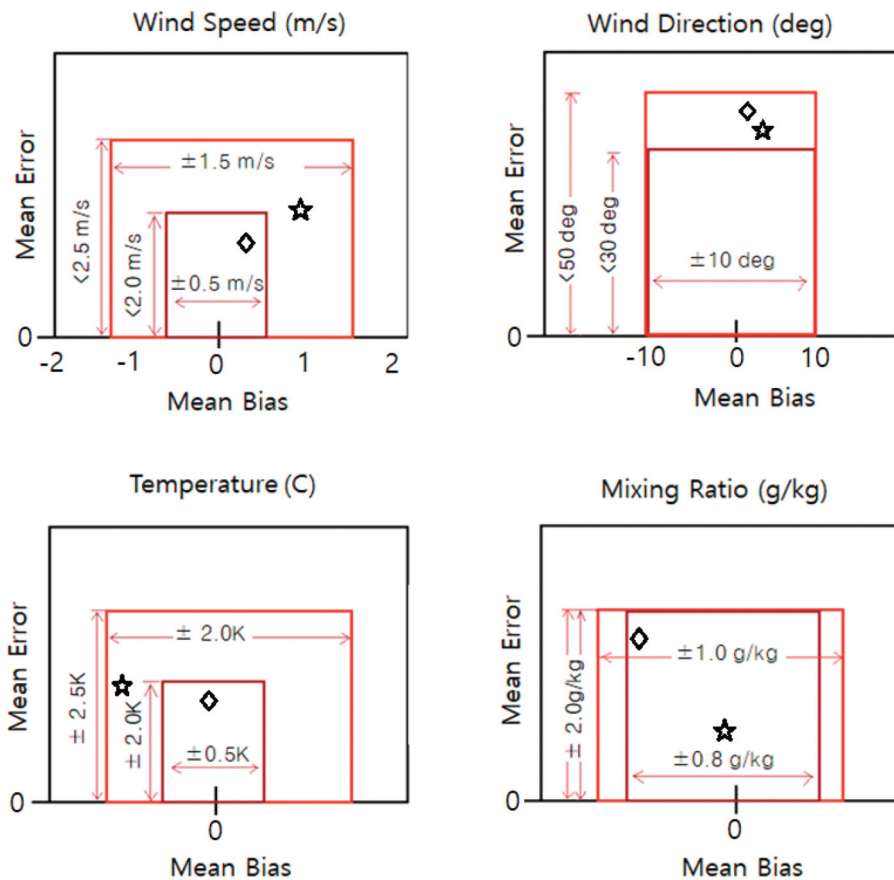 Wind Speed (m/s)
Mean Error
<2.5 m/s
±1.5 m/s
<2.0 m/s
±0.5 m/s
0
-2
-1
0
1
2
Mean Bias
Wind Direction (deg)
Mean Error
<50 deg
<30 deg
±10 deg
0
-10
0
10
Mean Bias
Temperature (C)
Mean Error
± 2.5K
± 2.0K
± 2.0K
±0.5K
0
0
Mean Bias
Mixing Ratio (g/kg)
Mean Error
± 2.0g/kg
±1.0 g/kg
±0.8 g/kg
0
0
Mean Bias